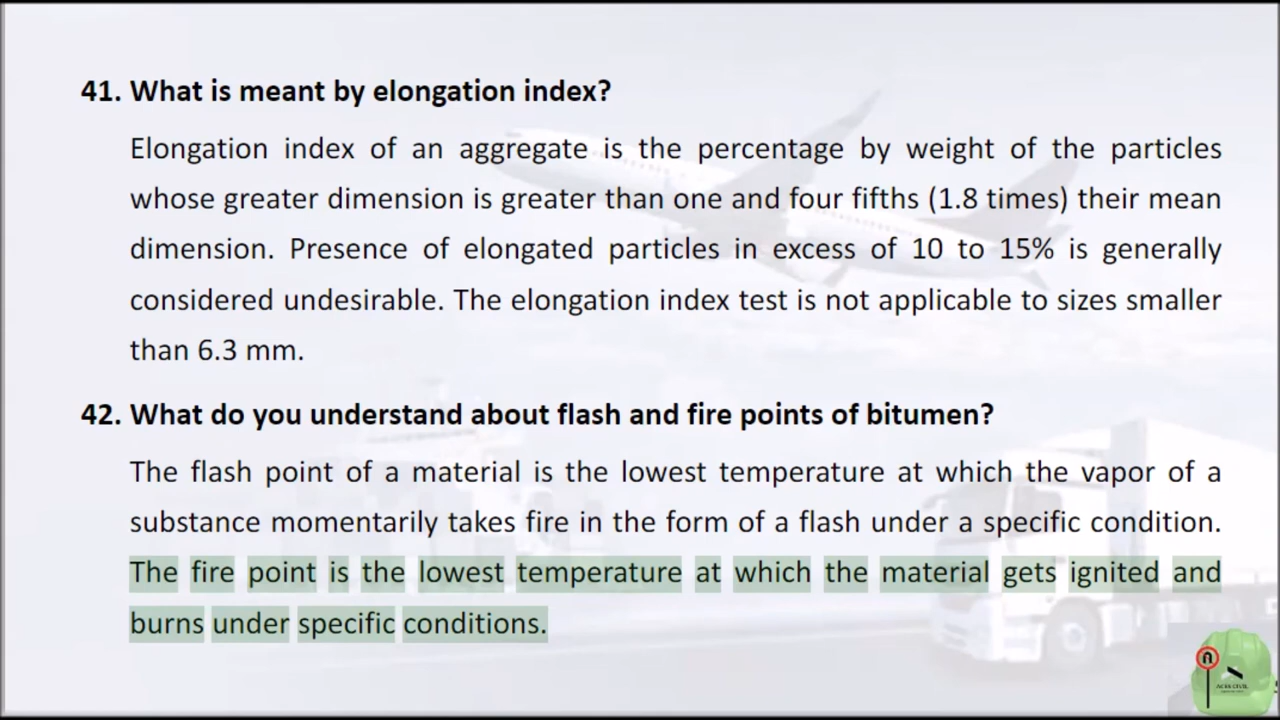 41. What is meant by elongation index?
Elongation index of an aggregate is the percentage by weight of the particles
whose greater dimension is greater than one and four fifths (1.8 times) their mean
dimension. Presence of elongated particles in excess of 10 to 15% is generally
considered undesirable. The elongation index test is not applicable to sizes smaller
than 6.3 mm.
42. What do you understand about flash and fire points of bitumen?
The flash point of a material is the lowest temperature at which the vapor of a
substance momentarily takes fire in the form of a flash under a specific condition.
The fire point is the lowest temperature at which the material gets ignited and
burns under specific conditions.